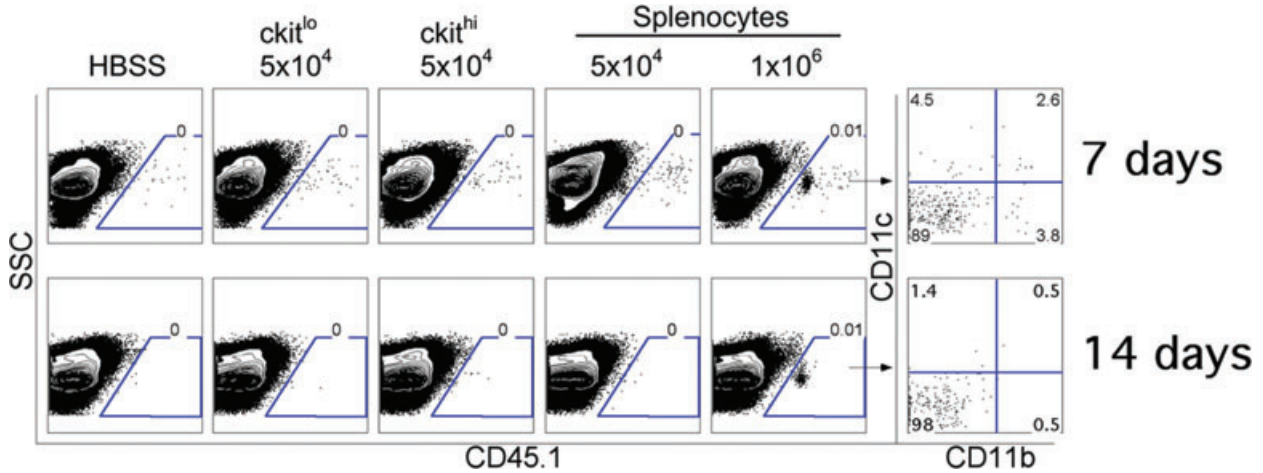 Splenocytes
ckit^lo ckit^hi
HBSS 5x10^4 5x10^4 5x10^4 1x10^6
0 0 0 0 0.01
4.5 2.6
89 3.8
7 days
0 0 0 0 0.01
1.4 0.5
98 0.5
14 days
SSC
CD11c
CD45.1 CD11b